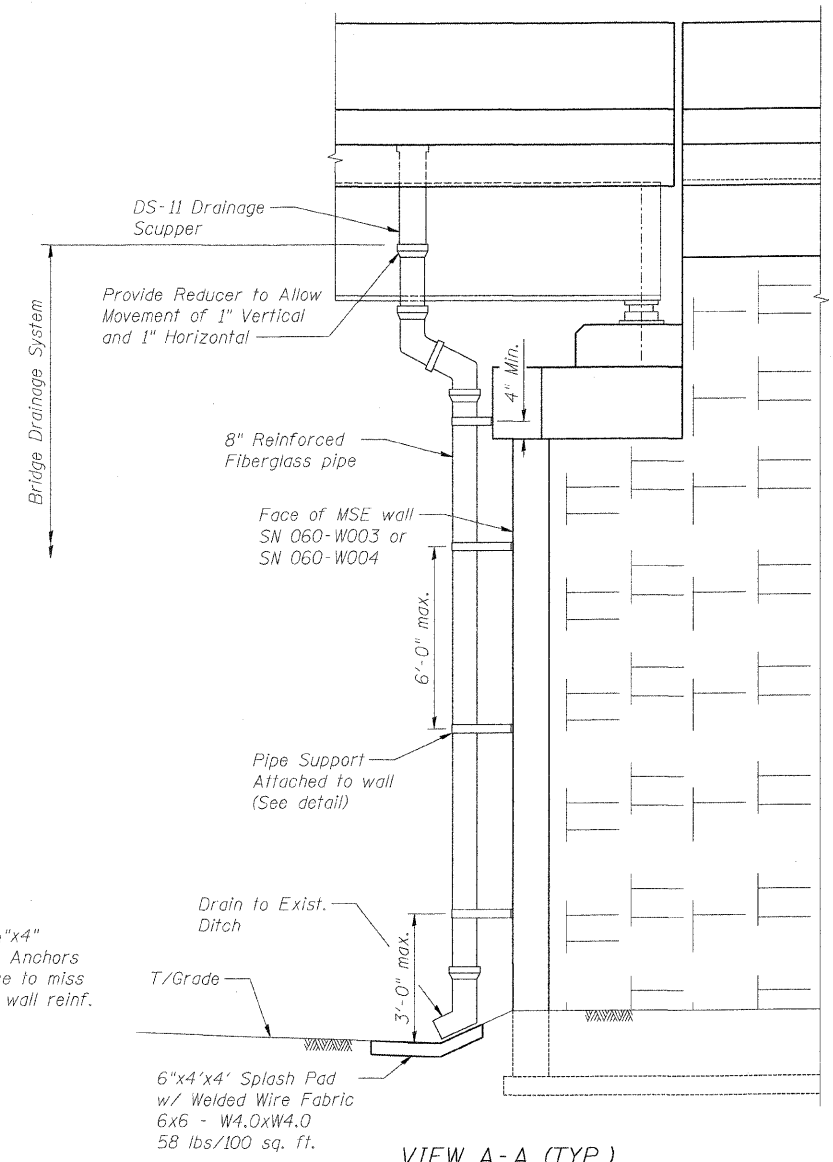 DS-11 Drainage
Scupper
Bridge Drainage System
Provide Reducer to Allow
Movement of 1" Vertical
and 1" Horizontal
4" Min.
8" Reinforced
Fiberglass pipe
Face of MSE wall
SN 060-W003 or
SN 060-W004
6'-0" max.
Pipe Support
Attached to wall
(See detail)
Drain to Exist.
Ditch
"x4"
Anchors
to miss
wall reinf.
T/Grade
3'-0" max.
6"x4'x4' Splash Pad
w/ Welded Wire Fabric
6x6 - W4.0xW4.0
58 lbs/100 sq. ft.
VIEW A-A (TYP.)